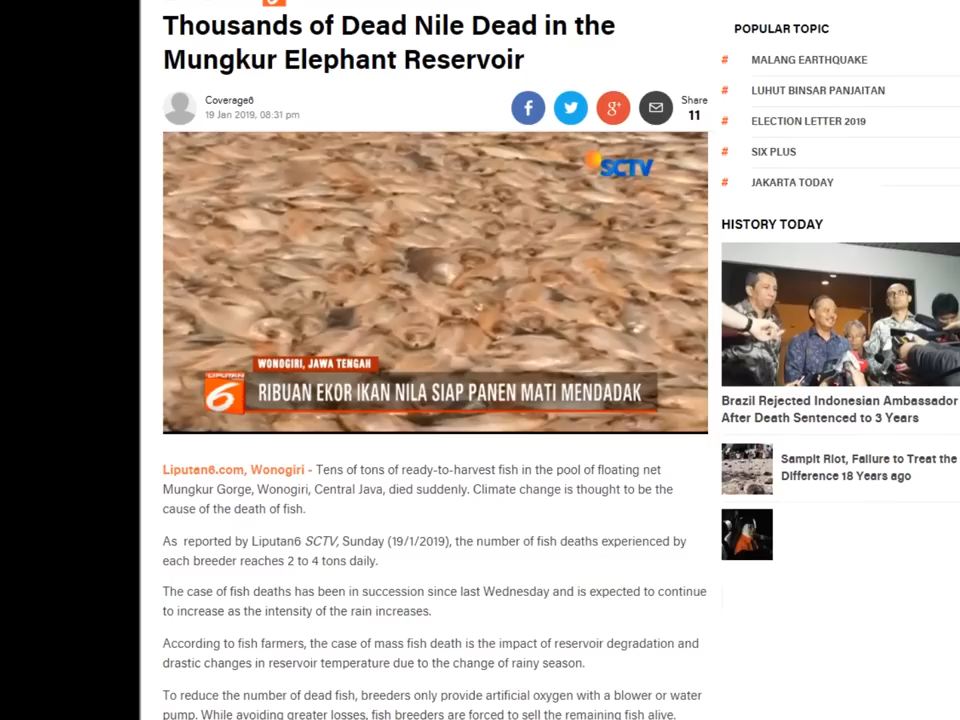 Thousands of Dead Nile Dead in the
Mungkur Elephant Reservoir
Coverage6
19 Jan 2019, 08:31 pm
f
g+
Share
11
SCTV
WONOGIRI, JAWA TENGAH
LIPUTAN
6
RIBUAN EKOR IKAN NILA SIAP PANEN MATI MENDADAK
Liputan6.com, Wonogiri - Tens of tons of ready-to-harvest fish in the pool of floating net
Mungkur Gorge, Wonogiri, Central Java, died suddenly. Climate change is thought to be the
cause of the death of fish.
As reported by Liputan6 SCTV, Sunday (19/1/2019), the number of fish deaths experienced by
each breeder reaches 2 to 4 tons daily.
The case of fish deaths has been in succession since last Wednesday and is expected to continue
to increase as the intensity of the rain increases.
According to fish farmers, the case of mass fish death is the impact of reservoir degradation and
drastic changes in reservoir temperature due to the change of rainy season.
To reduce the number of dead fish, breeders only provide artificial oxygen with a blower or water
pump. While avoiding greater losses, fish breeders are forced to sell the remaining fish alive.
POPULAR TOPIC
# MALANG EARTHQUAKE
# LUHUT BINSAR PANJAITAN
# ELECTION LETTER 2019
# SIX PLUS
# JAKARTA TODAY
HISTORY TODAY
Brazil Rejected Indonesian Ambassador
After Death Sentenced to 3 Years
Sampit Riot, Failure to Treat the
Difference 18 Years ago